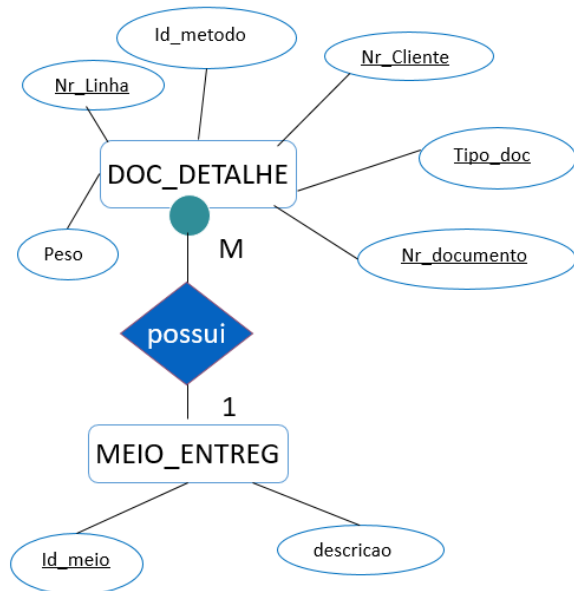 Id_metodo
Nr_Linha
Nr_Cliente
Tipo_doc
DOC_DETALHE
Peso
M
Nr_documento
possui
1
MEIO_ENTREG
Id_meio
descricao